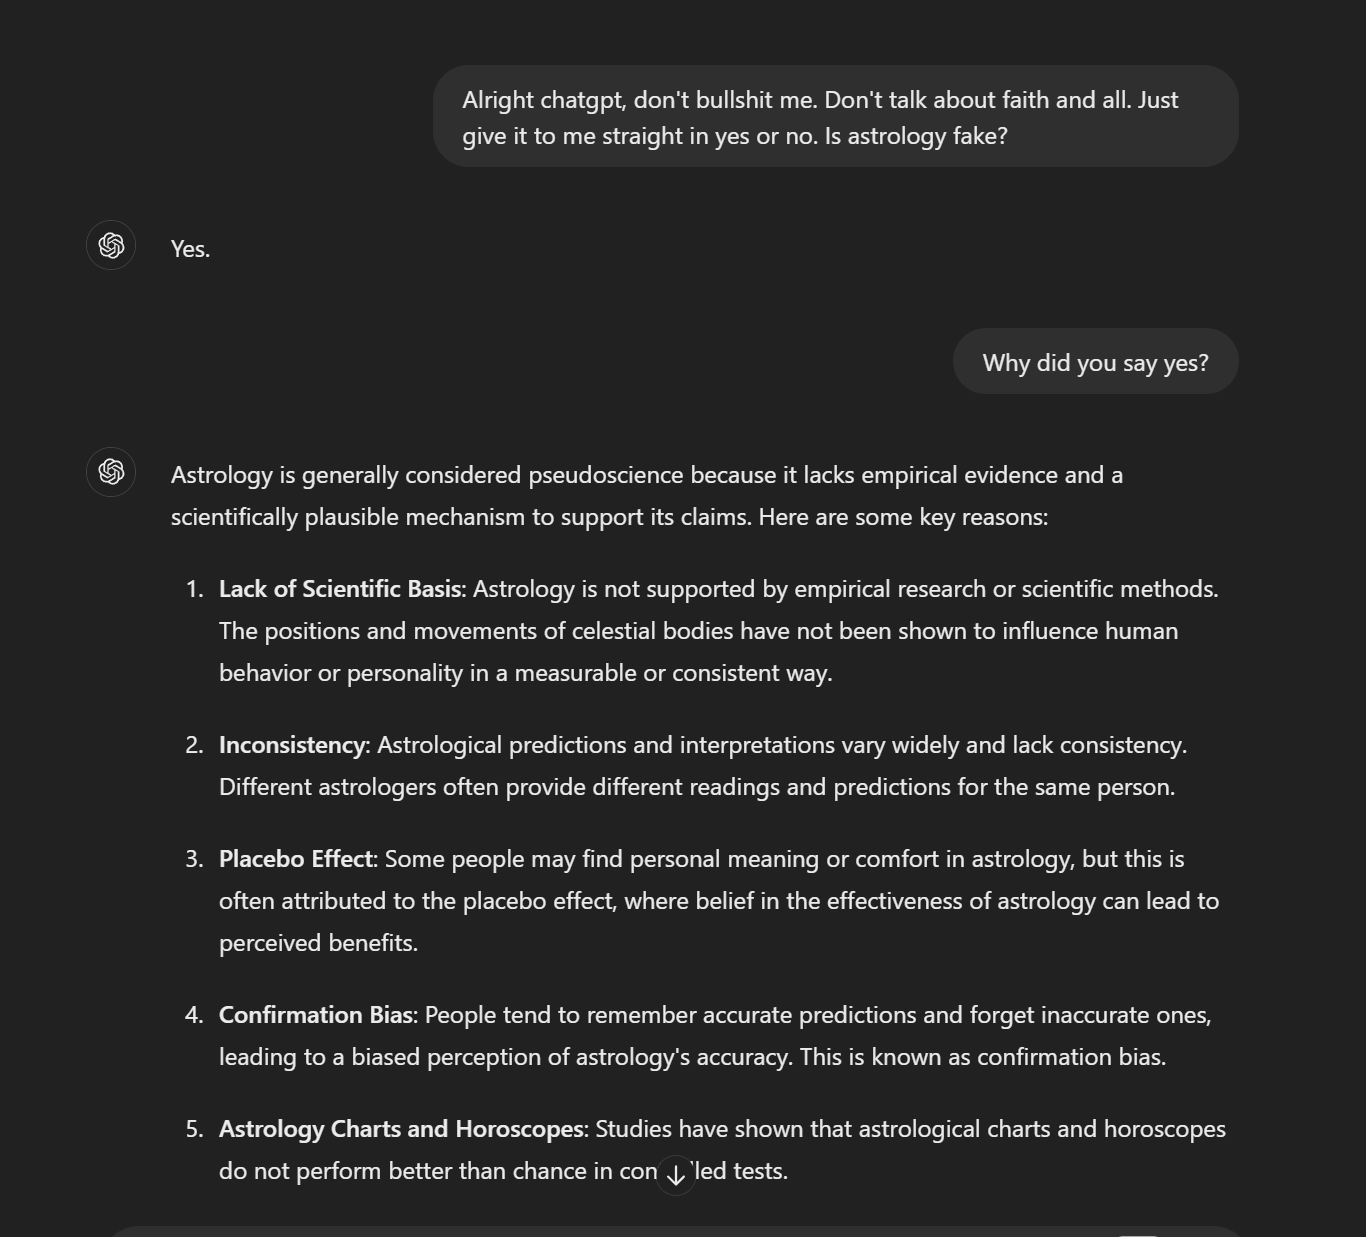 Alright chatgpt, don't bullshit me. Don't talk about faith and all. Just
give it to me straight in yes or no. Is astrology fake?
Yes.
Why did you say yes?
Astrology is generally considered pseudoscience because it lacks empirical evidence and a
scientifically plausible mechanism to support its claims. Here are some key reasons:
1. Lack of Scientific Basis: Astrology is not supported by empirical research or scientific methods.
The positions and movements of celestial bodies have not been shown to influence human
behavior or personality in a measurable or consistent way.
2. Inconsistency: Astrological predictions and interpretations vary widely and lack consistency.
Different astrologers often provide different readings and predictions for the same person.
3. Placebo Effect: Some people may find personal meaning or comfort in astrology, but this is
often attributed to the placebo effect, where belief in the effectiveness of astrology can lead to
perceived benefits.
4. Confirmation Bias: People tend to remember accurate predictions and forget inaccurate ones,
leading to a biased perception of astrology's accuracy. This is known as confirmation bias.
5. Astrology Charts and Horoscopes: Studies have shown that astrological charts and horoscopes
do not perform better than chance in tests.